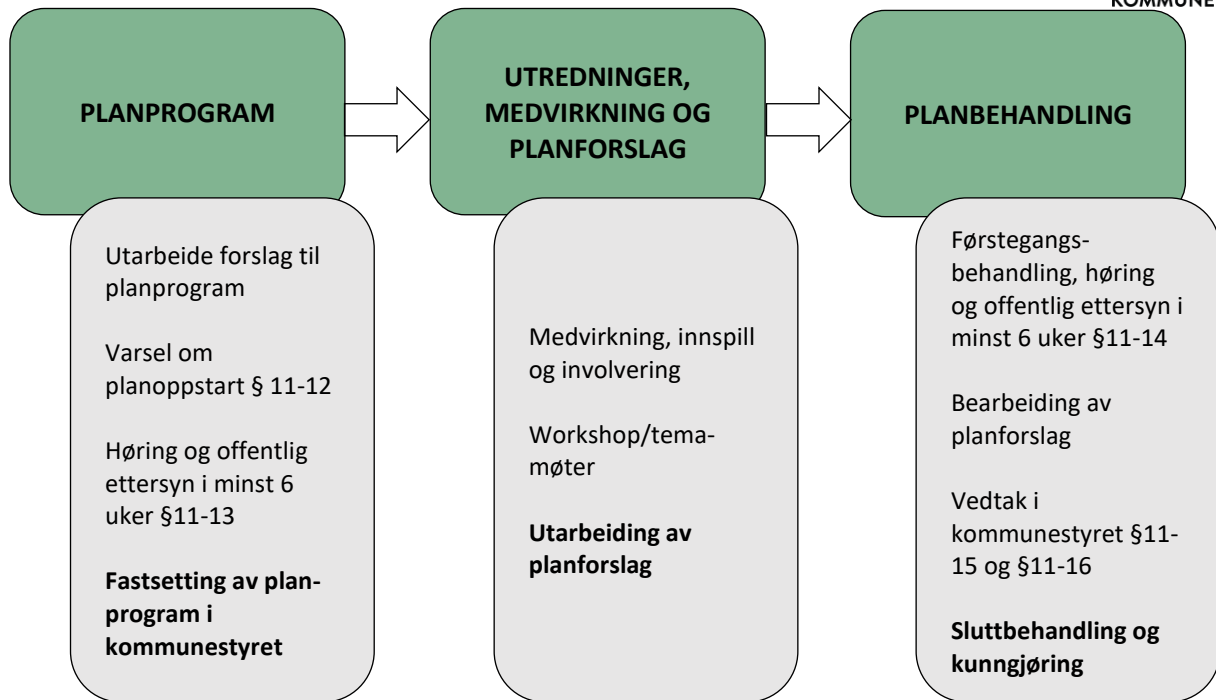 KOMMUNE
PLANPROGRAM
Utarbeide forslag til
planprogram
Varsel om
planoppstart § 11-12
Høring og offentlig
ettersyn i minst 6
uker §11-13
Fastsetting av plan-
program i
kommunestyret
UTREDNINGER,
MEDVIRKNING OG
PLANFORSLAG
Medvirkning, innspill
og involvering
Workshop/tema-
møter
Utarbeiding av
planforslag
PLANBEHANDLING
Førstegangs-
behandling, høring
og offentlig ettersyn i
minst 6 uker §11-14
Bearbeiding av
planforslag
Vedtak i
kommunestyret §11-
15 og §11-16
Sluttbehandling og
kunngjøring